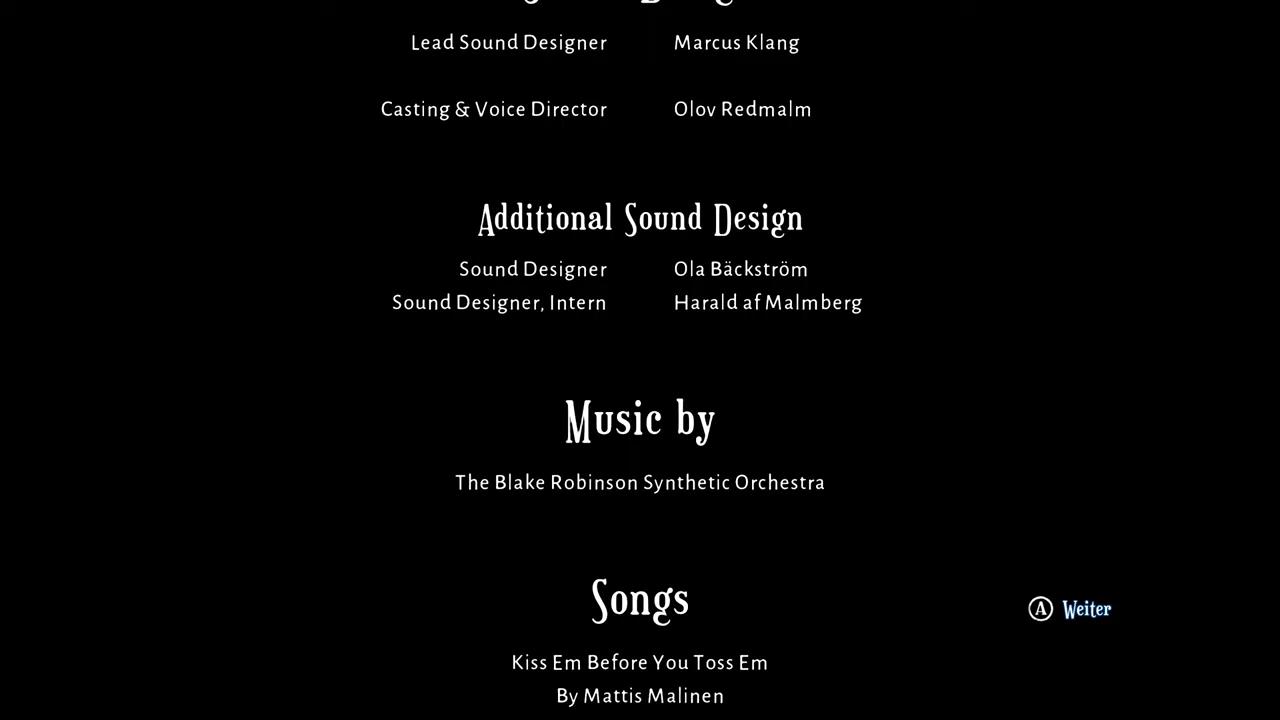 Lead Sound Designer Marcus Klang
Casting & Voice Director Olov Redmalm
Additional Sound Design
Sound Designer Ola Bäckström
Sound Designer, Intern Harald af Malmberg
Music by
The Blake Robinson Synthetic Orchestra
Songs
A Weiter
Kiss Em Before You Toss Em
By Mattis Malinen